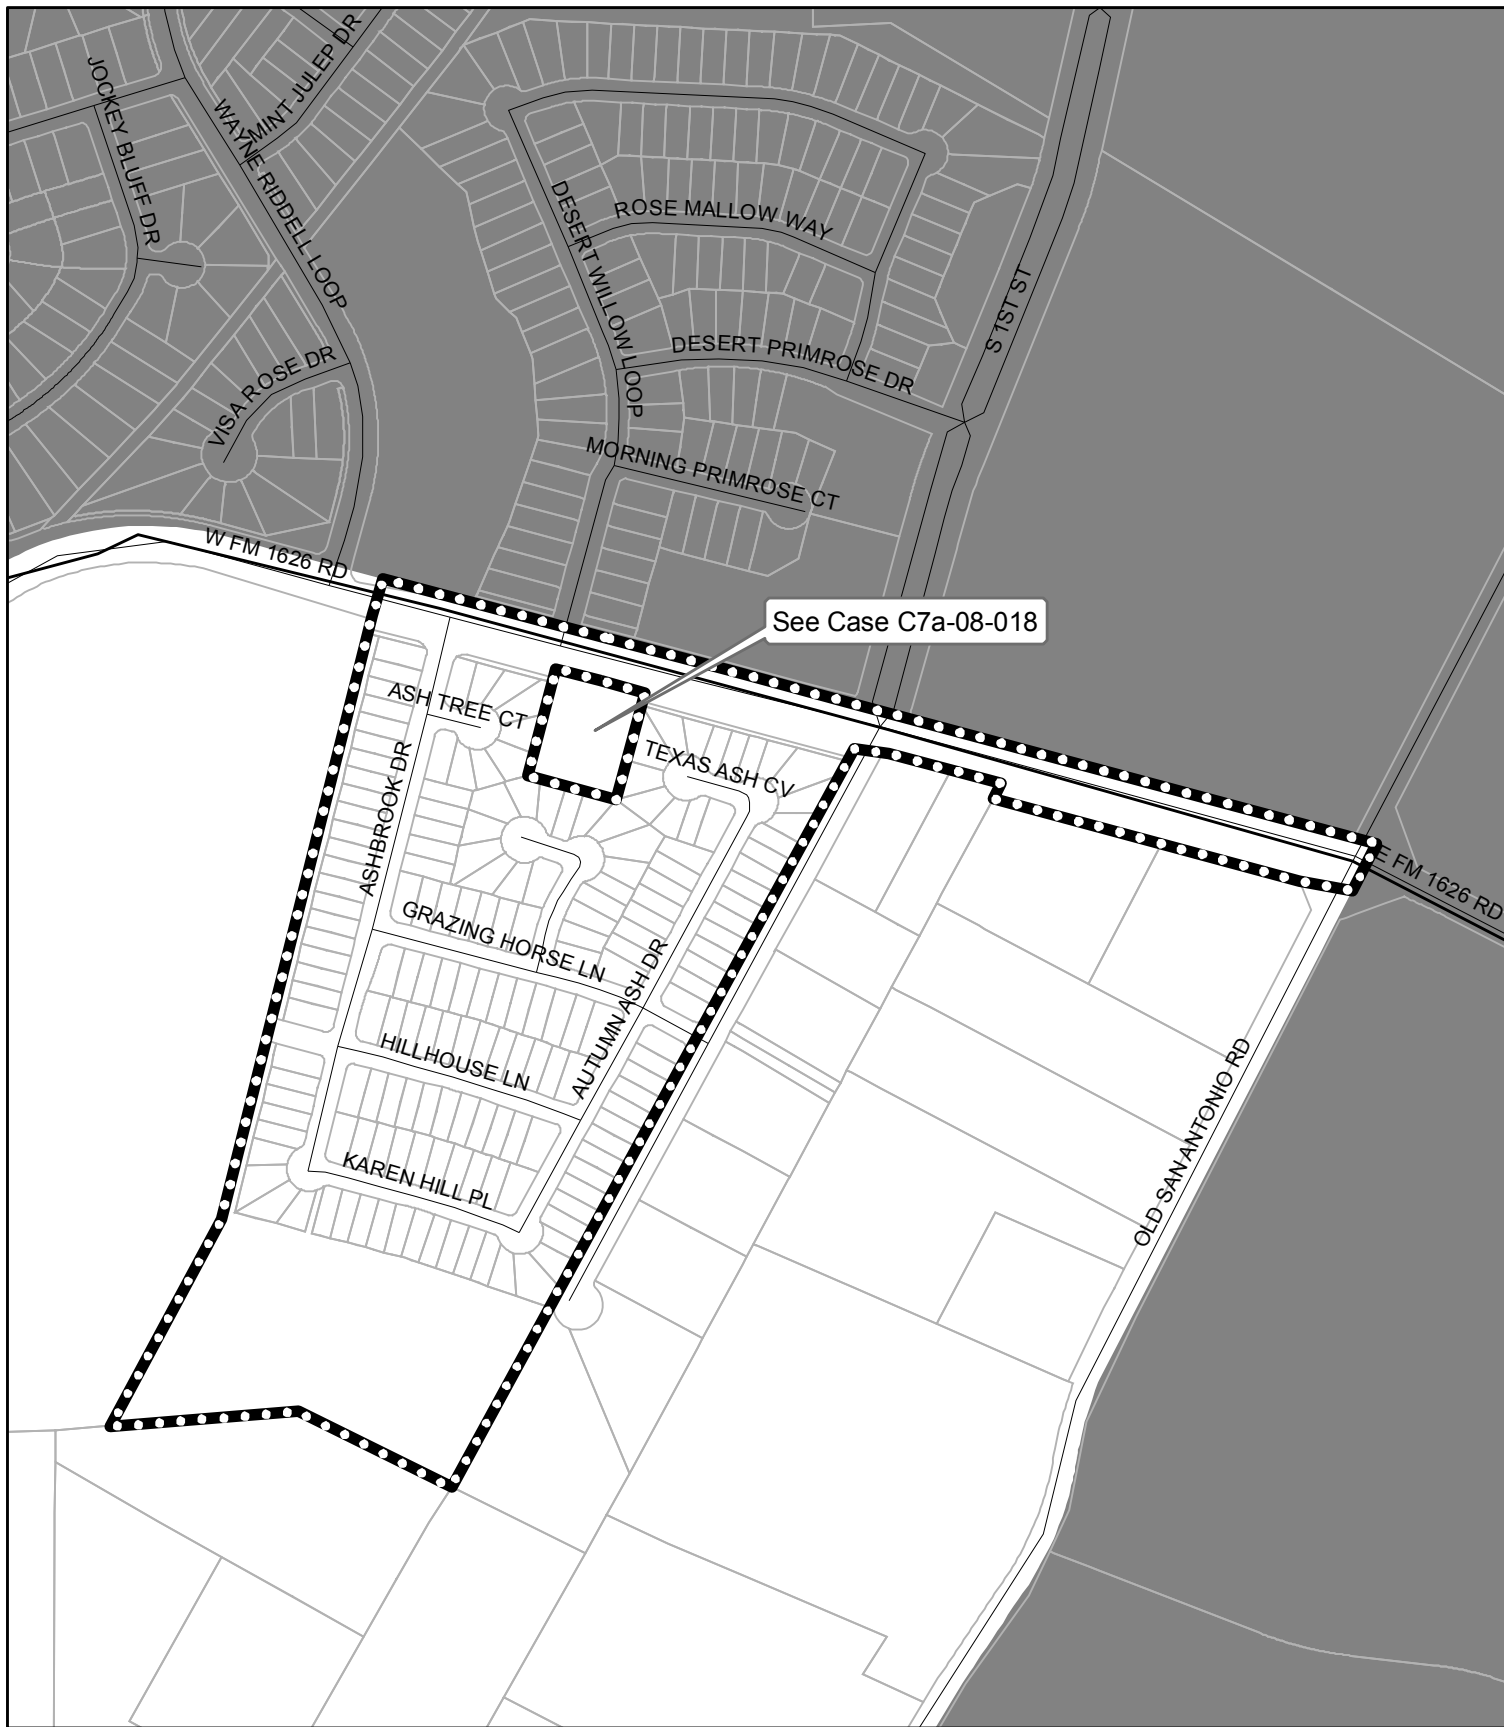 JOCKEY BLUFF DR
MINT JULEP DR
WAYNE RIDDELL LOOP
DESERT WILLOW LOOP
ROSE MALLOW WAY
S 1ST ST
DESERT PRIMROSE DR
VISA ROSE DR
MORNING PRIMROSE CT
W FM 1626 RD
See Case C7a-08-018
ASH TREE CT
TEXAS ASH CV
ASHBROOK DR
E FM 1626 RD
GRAZING HORSE LN
AUTUMN ASH DR
HILLHOUSE LN
OLD SAN ANTONIO RD
KAREN HILL PL